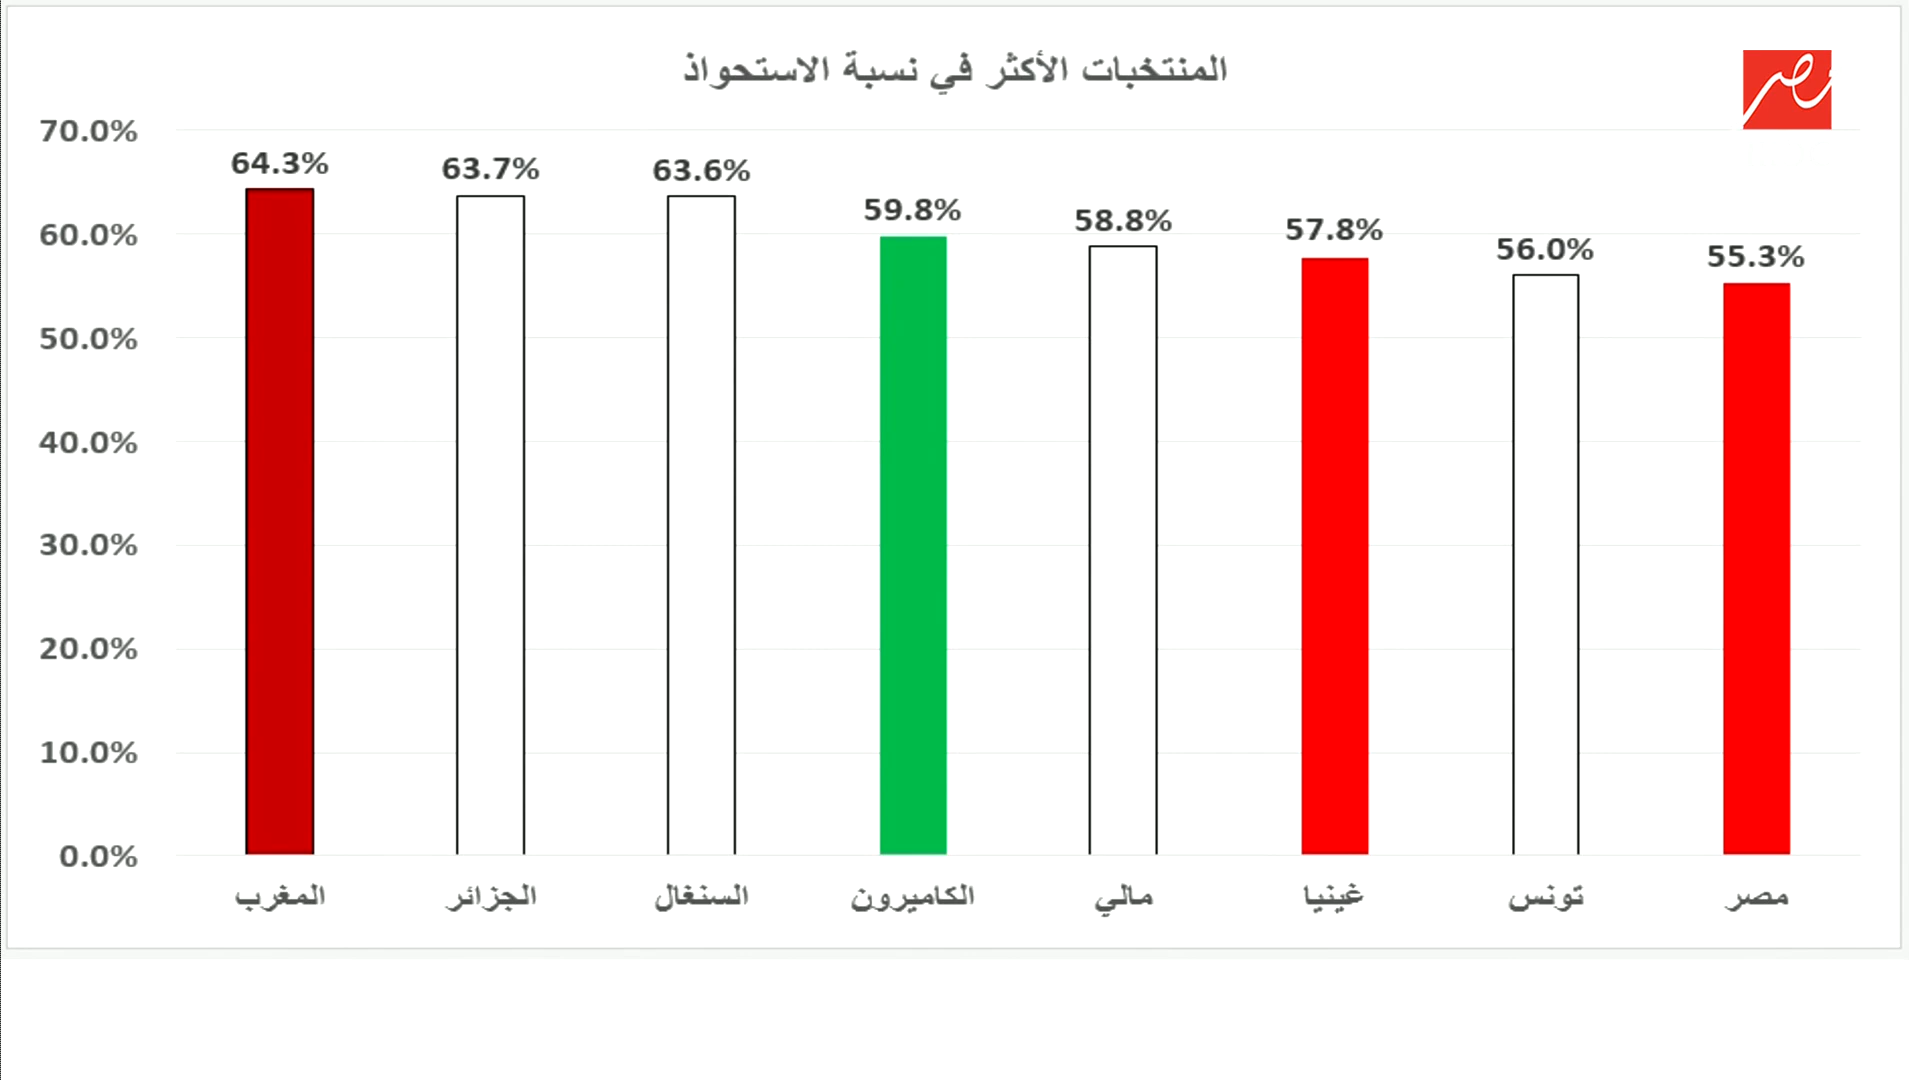 المنتخبات الأكثر في نسبة الاستحواذ
مصر
70.0%
60.0%
50.0%
40.0%
30.0%
20.0%
10.0%
0.0%
64.3%
63.7%
63.6%
59.8%
58.8%
57.8%
56.0%
55.3%
المغرب
الجزائر
السنغال
الكاميرون
مالي
غينيا
تونس
مصر